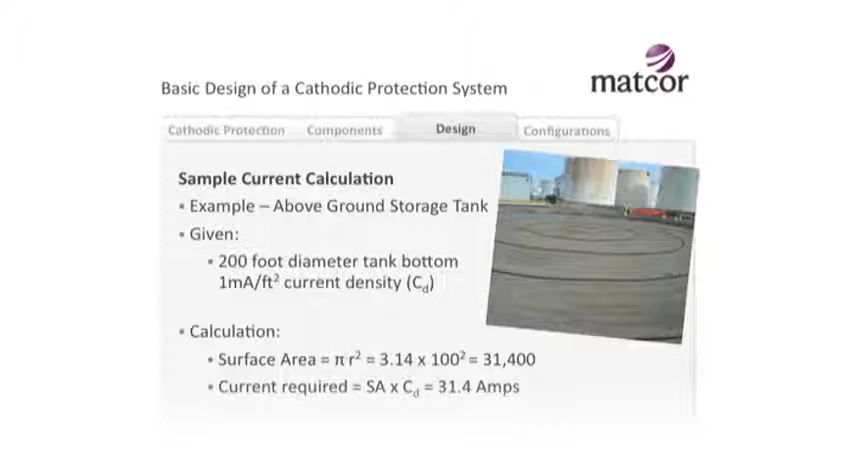 matcor
Basic Design of a Cathodic Protection System
Cathodic Protection Components Design Configurations
Sample Current Calculation
▪ Example – Above Ground Storage Tank
▪ Given:
▪ 200 foot diameter tank bottom
1mA/ft² current density (C_d)
▪ Calculation:
▪ Surface Area = π r² = 3.14 x 100² = 31,400
▪ Current required = SA x C_d = 31.4 Amps